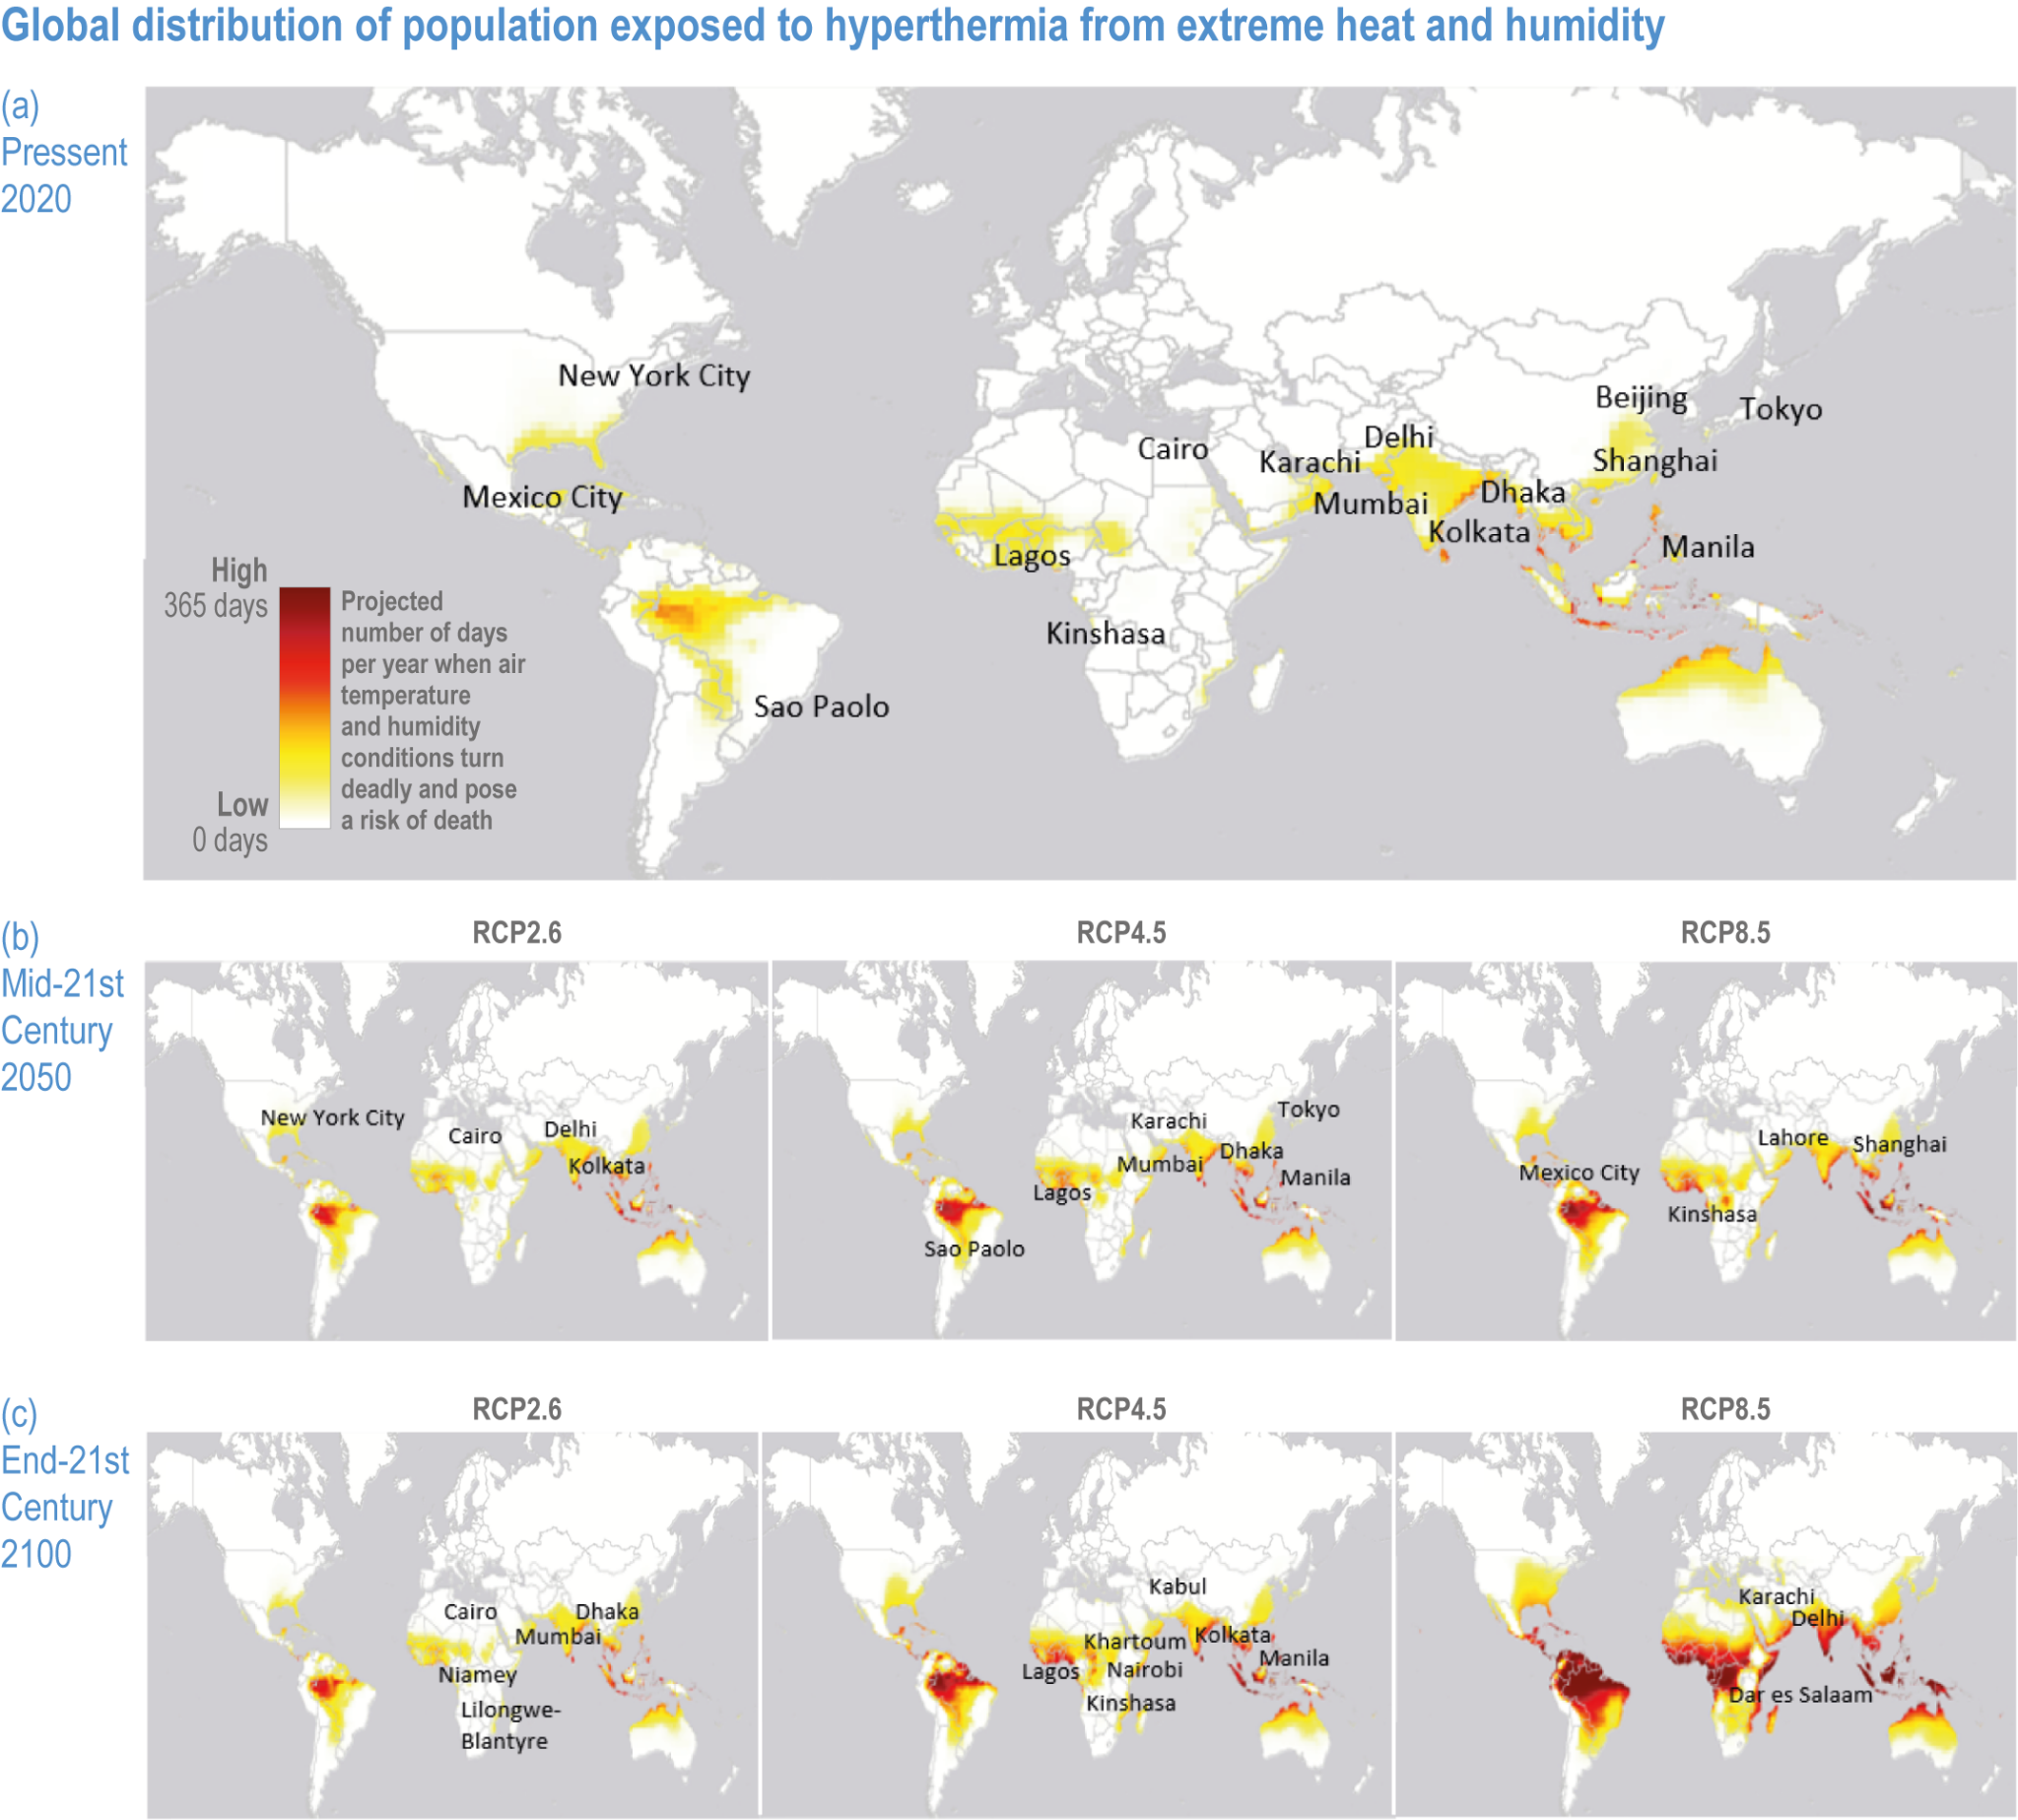 Global distribution of population exposed to hyperthermia from extreme heat and humidity
(a)
Pressent
2020
New York City
Mexico City
Sao Paolo
Cairo
Lagos
Kinshasa
Karachi
Delhi
Mumbai
Kolkata
Dhaka
Beijing
Shanghai
Tokyo
Manila
High
365 days
Low
0 days
Projected
number of days
per year when air
temperature
and humidity
conditions turn
deadly and pose
a risk of death
(b)
Mid-21st
Century
2050
RCP2.6
New York City
Cairo
Delhi
Kolkata
RCP4.5
Karachi
Tokyo
Dhaka
Mumbai
Manila
Lagos
Sao Paolo
RCP8.5
Lahore
Shanghai
Mexico City
Kinshasa
(c)
End-21st
Century
2100
RCP2.6
Cairo
Dhaka
Mumbai
Niamey
Lilongwe-
Blantyre
RCP4.5
Kabul
Khartoum
Kolkata
Manila
Lagos
Nairobi
Kinshasa
RCP8.5
Karachi
Delhi
Dar es Salaam